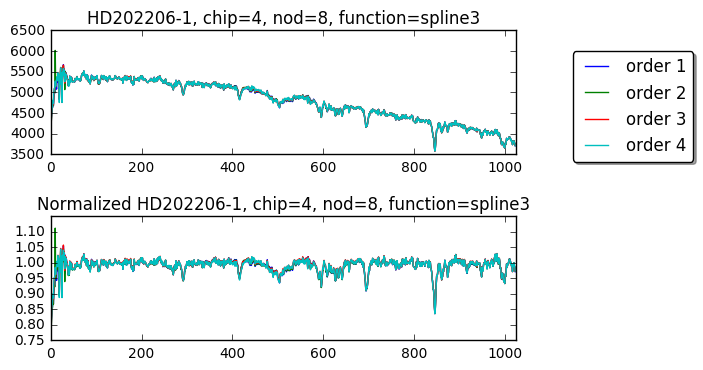 HD202206-1, chip=4, nod=8, function=spline3
6500
6000
5500
5000
4500
4000
3500
0 200 400 600 800 1000
order 1
order 2
order 3
order 4
Normalized HD202206-1, chip=4, nod=8, function=spline3
1.10
1.05
1.00
0.95
0.90
0.85
0.80
0.75
0 200 400 600 800 1000